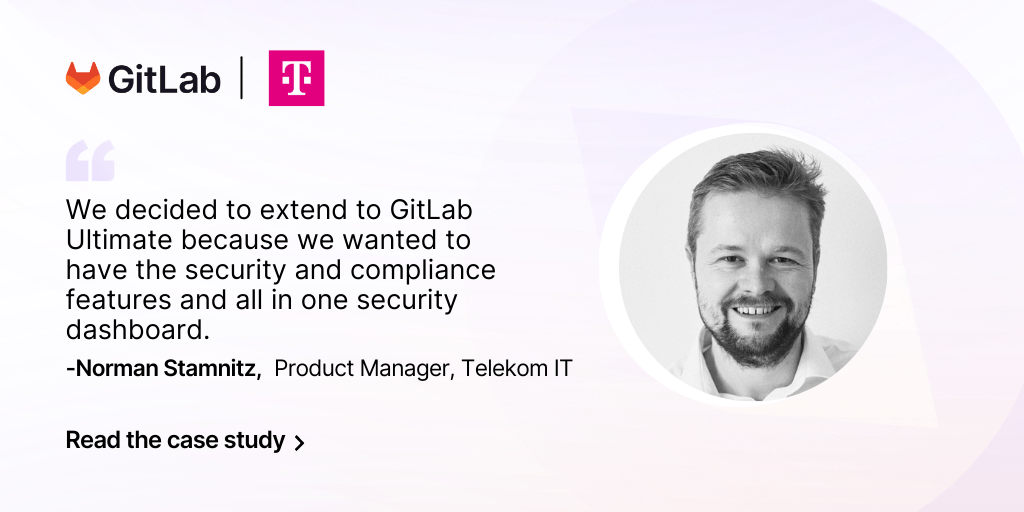 GitLab | T
We decided to extend to GitLab
Ultimate because we wanted to
have the security and compliance
features and all in one security
dashboard.
-Norman Stamnitz, Product Manager, Telekom IT
Read the case study >